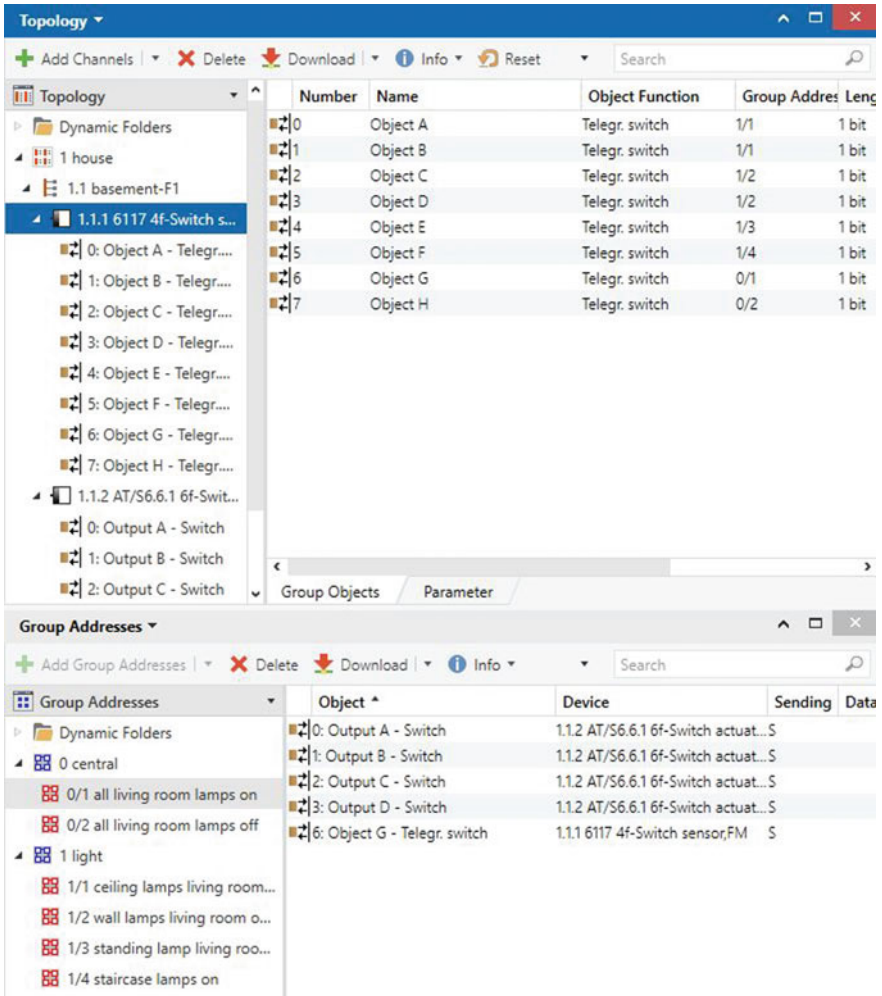 Topology
Add Channels Delete Download Info Reset Search
Topology
Number Name Object Function Group Addres Leng
Dynamic Folders
1 house
1.1 basement-F1
1.1.1 6117 4f-Switch s...
0: Object A - Telegr....
1: Object B - Telegr....
2: Object C - Telegr....
3: Object D - Telegr....
4: Object E - Telegr....
5: Object F - Telegr....
6: Object G - Telegr....
7: Object H - Telegr....
1.1.2 AT/S6.6.1 6f-Swit...
0: Output A - Switch
1: Output B - Switch
2: Output C - Switch
0 Object A Telegr. switch 1/1 1 bit
1 Object B Telegr. switch 1/1 1 bit
2 Object C Telegr. switch 1/2 1 bit
3 Object D Telegr. switch 1/2 1 bit
4 Object E Telegr. switch 1/3 1 bit
5 Object F Telegr. switch 1/4 1 bit
6 Object G Telegr. switch 0/1 1 bit
7 Object H Telegr. switch 0/2 1 bit
Group Objects Parameter
Group Addresses
Add Group Addresses Delete Download Info Search
Group Addresses
Object Device Sending Data
Dynamic Folders
0 central
0/1 all living room lamps on
0/2 all living room lamps off
1 light
1/1 ceiling lamps living room...
1/2 wall lamps living room o...
1/3 standing lamp living roo...
1/4 staircase lamps on
0: Output A - Switch 1.1.2 AT/S6.6.1 6f-Switch actuat... S
1: Output B - Switch 1.1.2 AT/S6.6.1 6f-Switch actuat... S
2: Output C - Switch 1.1.2 AT/S6.6.1 6f-Switch actuat... S
3: Output D - Switch 1.1.2 AT/S6.6.1 6f-Switch actuat... S
6: Object G - Telegr. switch 1.1.1 6117 4f-Switch sensor,FM S